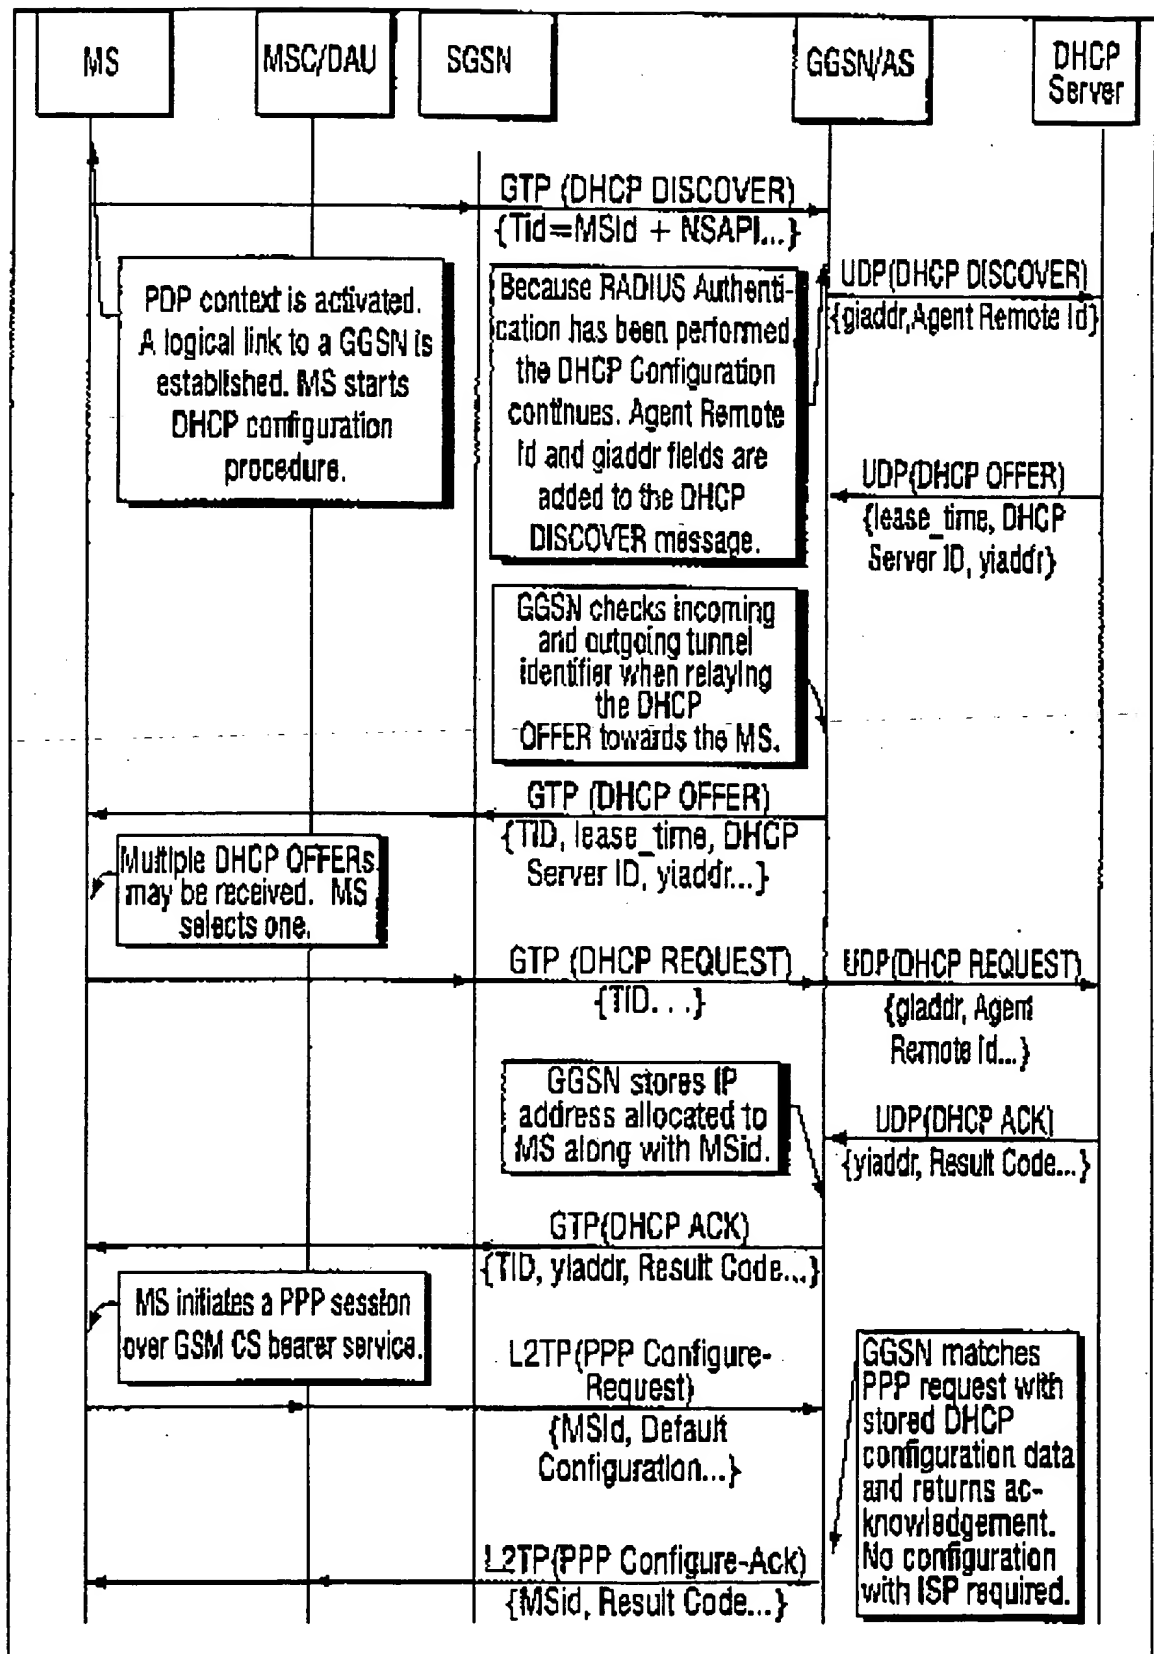 MS
MSC/DAU
SGSN
GGSN/AS
DHCP
Server
GTP (DHCP DISCOVER)
{Tid=MSId + NSAPI...}
PDP context is activated.
A logical link to a GGSN is
established. MS starts
DHCP configuration
procedure.
Because RADIUS Authenti-
cation has been performed
the DHCP Configuration
continues. Agent Remote
Id and giaddr fields are
added to the DHCP
DISCOVER message.
UDP(DHCP DISCOVER)
{giaddr,Agent Remote Id}
UDP(DHCP OFFER)
{lease_time, DHCP
Server ID, yiaddr}
GGSN checks incoming
and outgoing tunnel
identifier when relaying
the DHCP
OFFER towards the MS.
GTP (DHCP OFFER)
{TID, lease_time, DHCP
Server ID, yiaddr...}
Multiple DHCP OFFERs
may be received. MS
selects one.
GTP (DHCP REQUEST)
{TID...}
UDP(DHCP REQUEST)
{giaddr, Agent
Remote Id...}
GGSN stores IP
address allocated to
MS along with MSid.
UDP(DHCP ACK)
{yiaddr, Result Code...}
GTP(DHCP ACK)
{TID, yiaddr, Result Code...}
MS initiates a PPP session
over GSM CS bearer service.
L2TP(PPP Configure-
Request)
{MSId, Default
Configuration...}
GGSN matches
PPP request with
stored DHCP
configuration data
and returns ac-
knowledgement.
No configuration
with ISP required.
L2TP(PPP Configure-Ack)
{MSid, Result Code...}